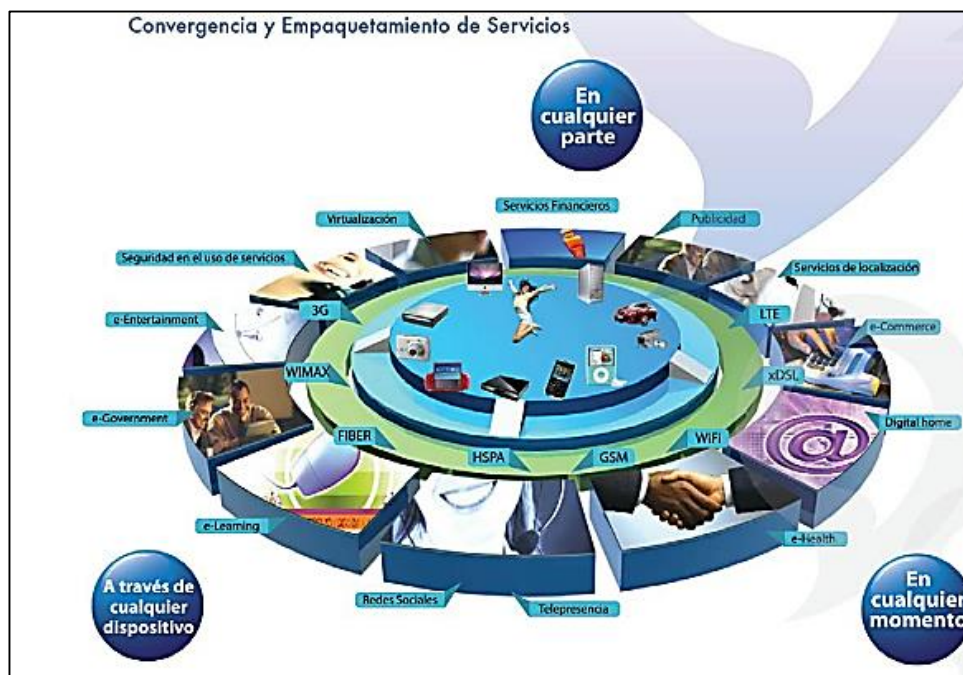 Convergencia y Empaquetamiento de Servicios
En
cualquier
parte
Servicios Financieros
Virtualización
Publicidad
Seguridad en el uso de servicios
Servicios de localización
e-Entertainment
3G
LTE
e-Commerce
WIMAX
xDSL
e-Government
Digital home
FIBER
WiFi
HSPA
GSM
@
e-Learning
e-Health
A través de
cualquier
dispositivo
Redes Sociales
Telepresencia
En
cualquier
momento